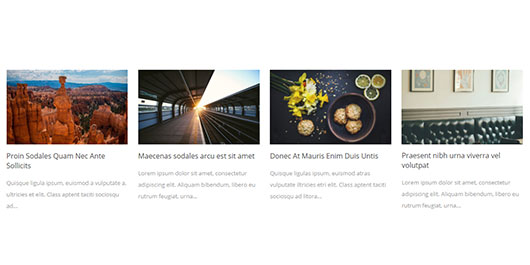 Proin Sodales Quam Nec Ante
Sollicits
Quisque ligula ipsum, euismod a vulputate a,
ultricies et elit. Class aptent taciti sociosqu
ad...
Maecenas sodales arcu est sit amet
Lorem ipsum dolor sit amet, consectetur
adipiscing elit. Aliquam bibendum, libero eu
rutrum feugiat, urna...
Donec At Mauris Enim Duis Untis
Quisque ligulas ipsum, euismod atras
vulputate iltricies etri elit. Class aptent taciti
sociosqu ad litora...
Praesent nibh urna viverra vel
volutpat
Lorem ipsum dolor sit amet, consectetur
adipiscing elit. Aliquam bibendum, libero eu
rutrum feugiat, urna...